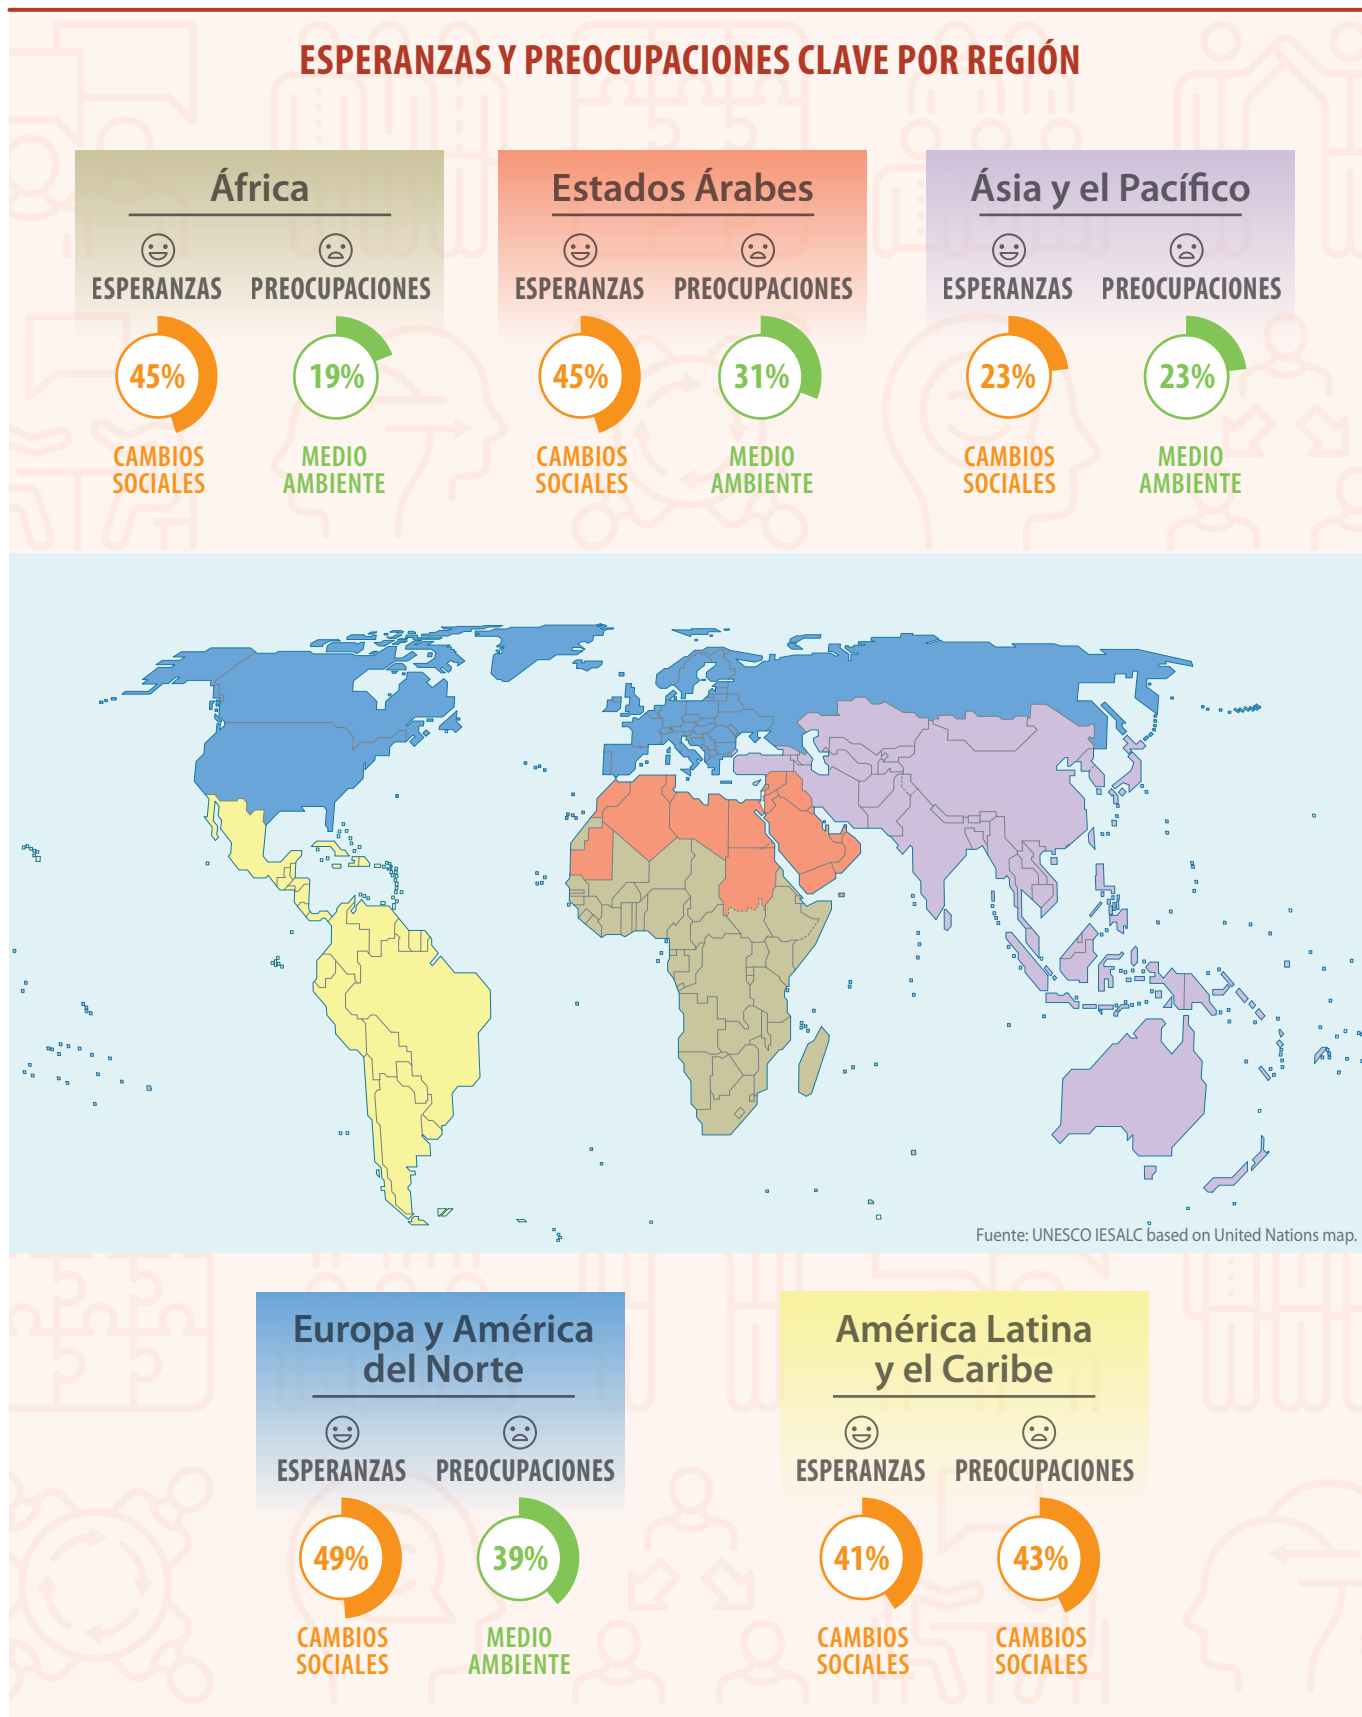 ESPERANZAS Y PREOCUPACIONES CLAVE POR REGIÓN
África
ESPERANZAS
PREOCUPACIONES
45%
19%
CAMBIOS
SOCIALES
MEDIO
AMBIENTE
Estados Árabes
ESPERANZAS
PREOCUPACIONES
45%
31%
CAMBIOS
SOCIALES
MEDIO
AMBIENTE
Ásia y el Pacífico
ESPERANZAS
PREOCUPACIONES
23%
23%
CAMBIOS
SOCIALES
MEDIO
AMBIENTE
Fuente: UNESCO IESALC based on United Nations map.
Europa y América
del Norte
ESPERANZAS
PREOCUPACIONES
49%
39%
CAMBIOS
SOCIALES
MEDIO
AMBIENTE
América Latina
y el Caribe
ESPERANZAS
PREOCUPACIONES
41%
43%
CAMBIOS
SOCIALES
CAMBIOS
SOCIALES